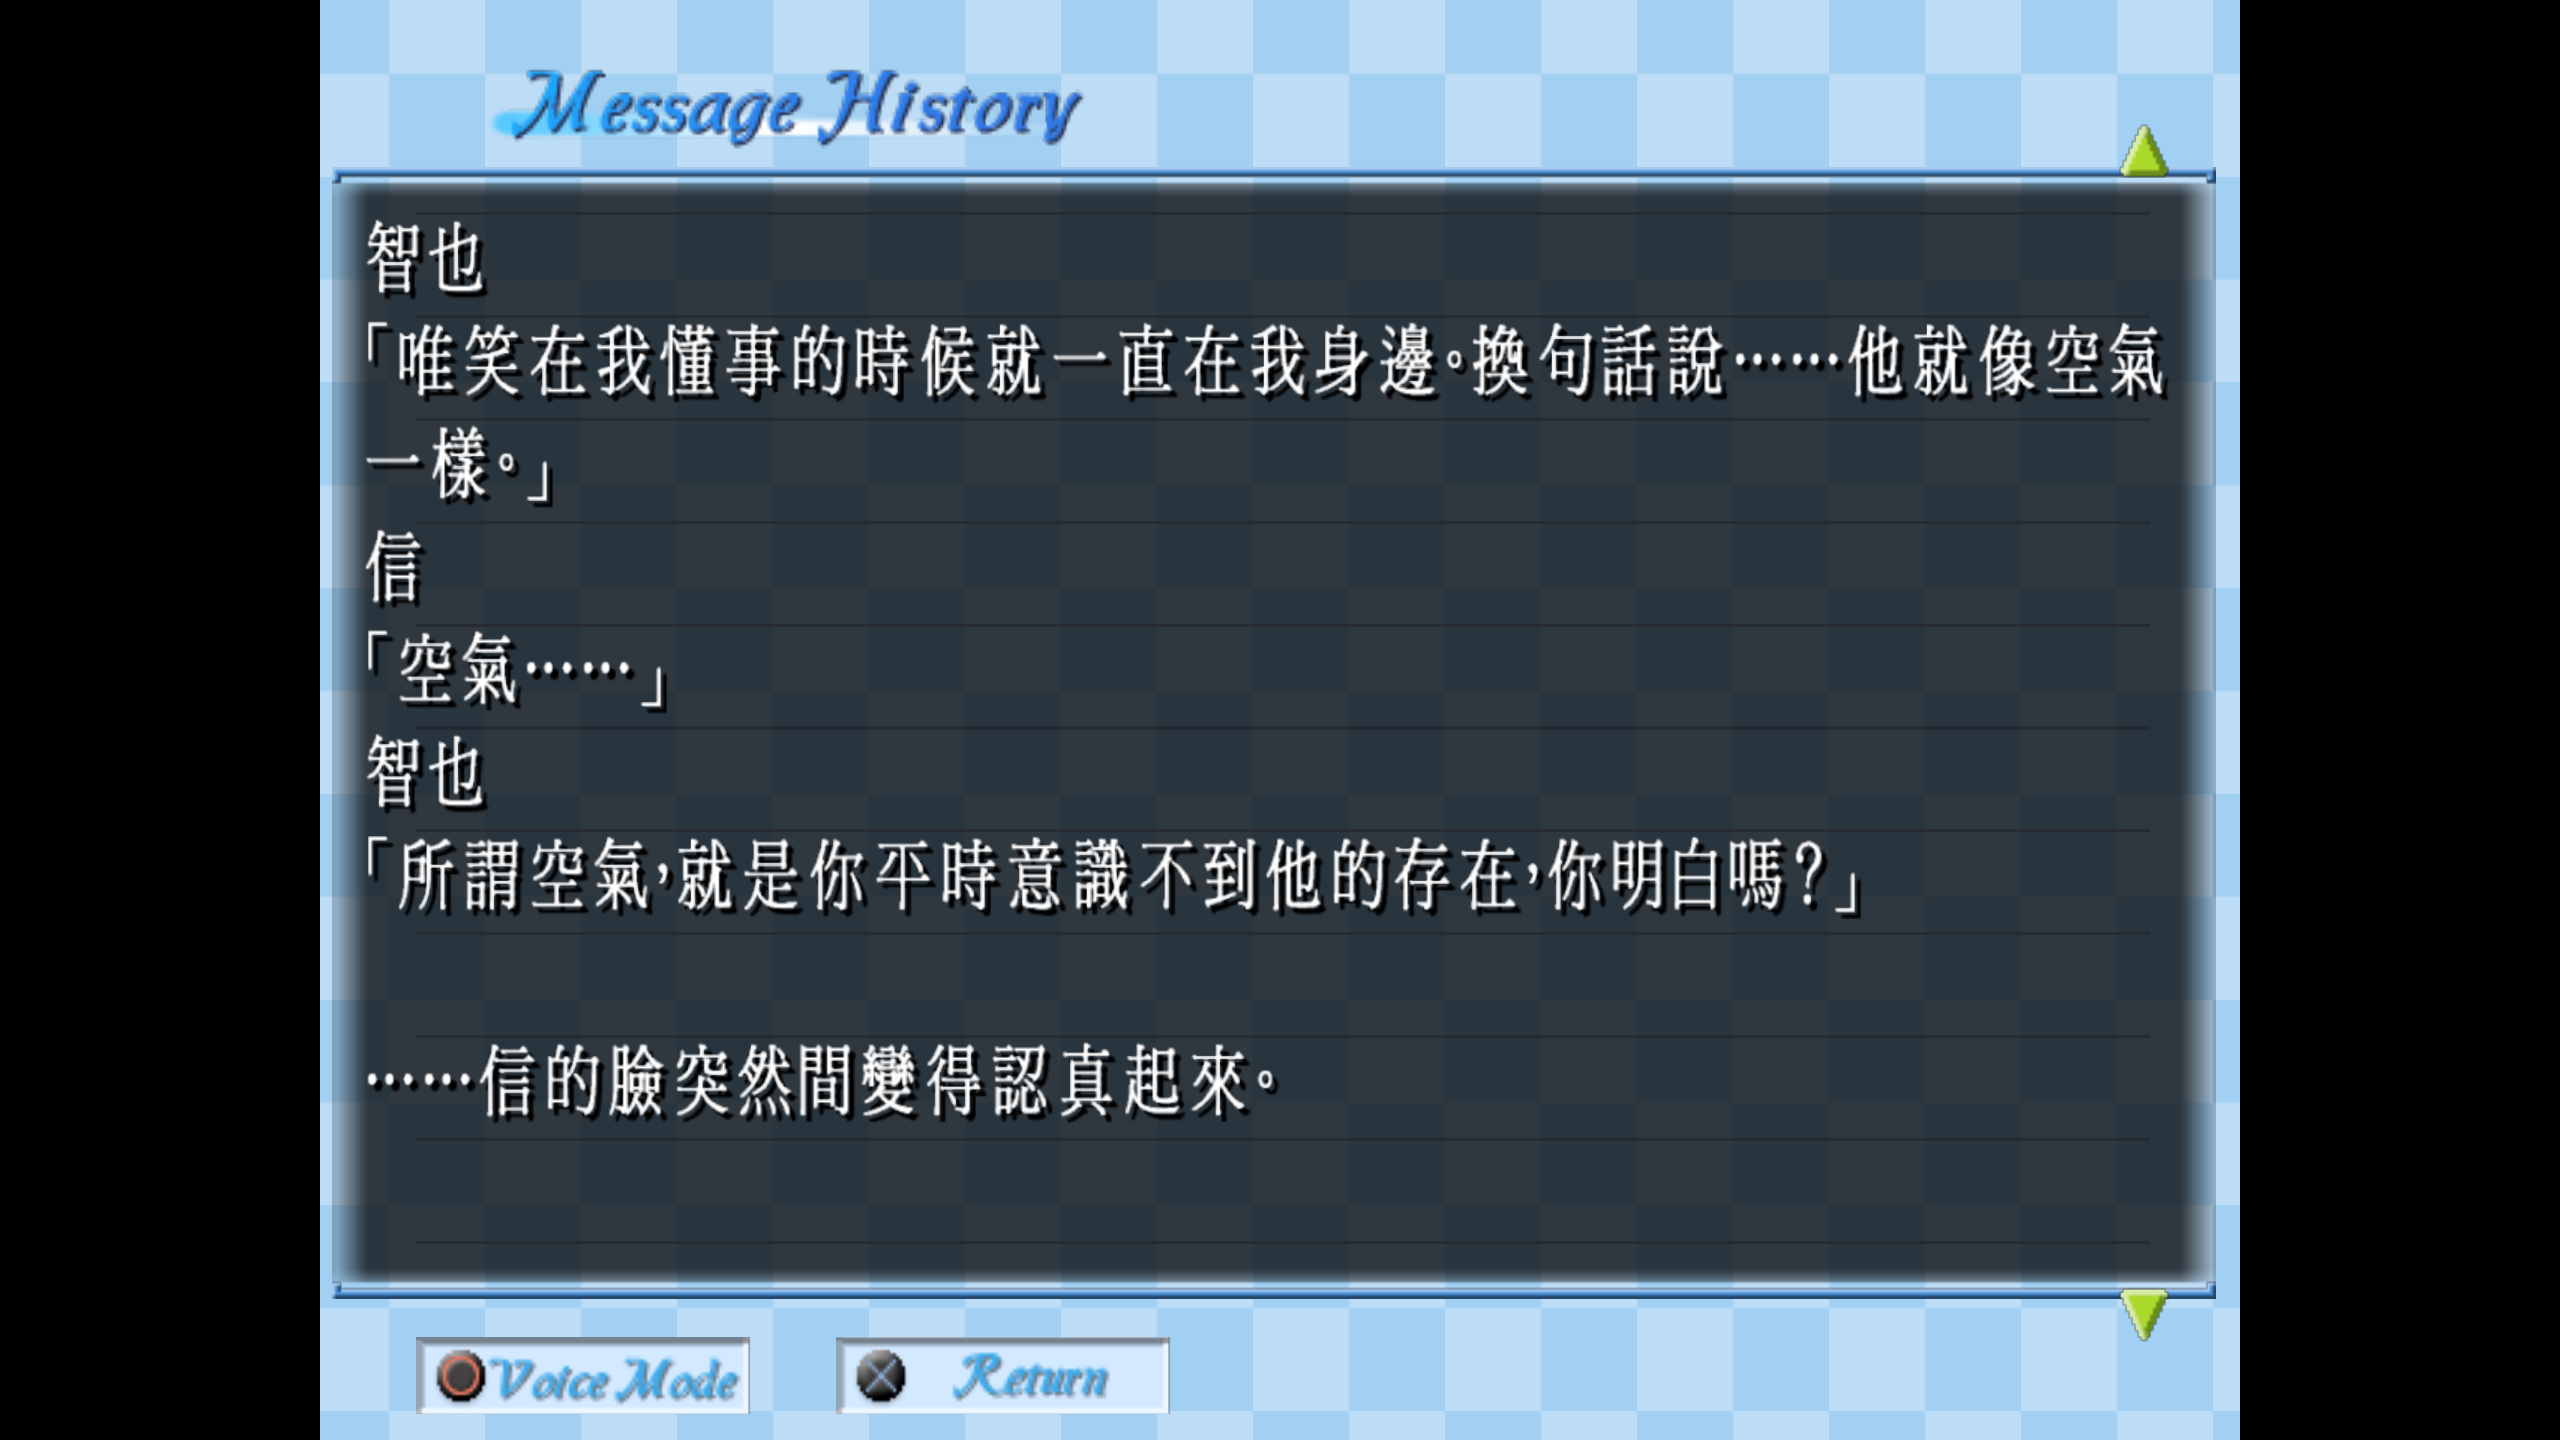 Message History
智也
「唯笑在我懂事的時候就一直在我身邊。換句話說……他就像空氣
一樣。」
信
「空氣……」
智也
「所謂空氣,就是你平時意識不到他的存在,你明白嗎?」
……信的臉突然間變得認真起來。
Voice Mode
Return